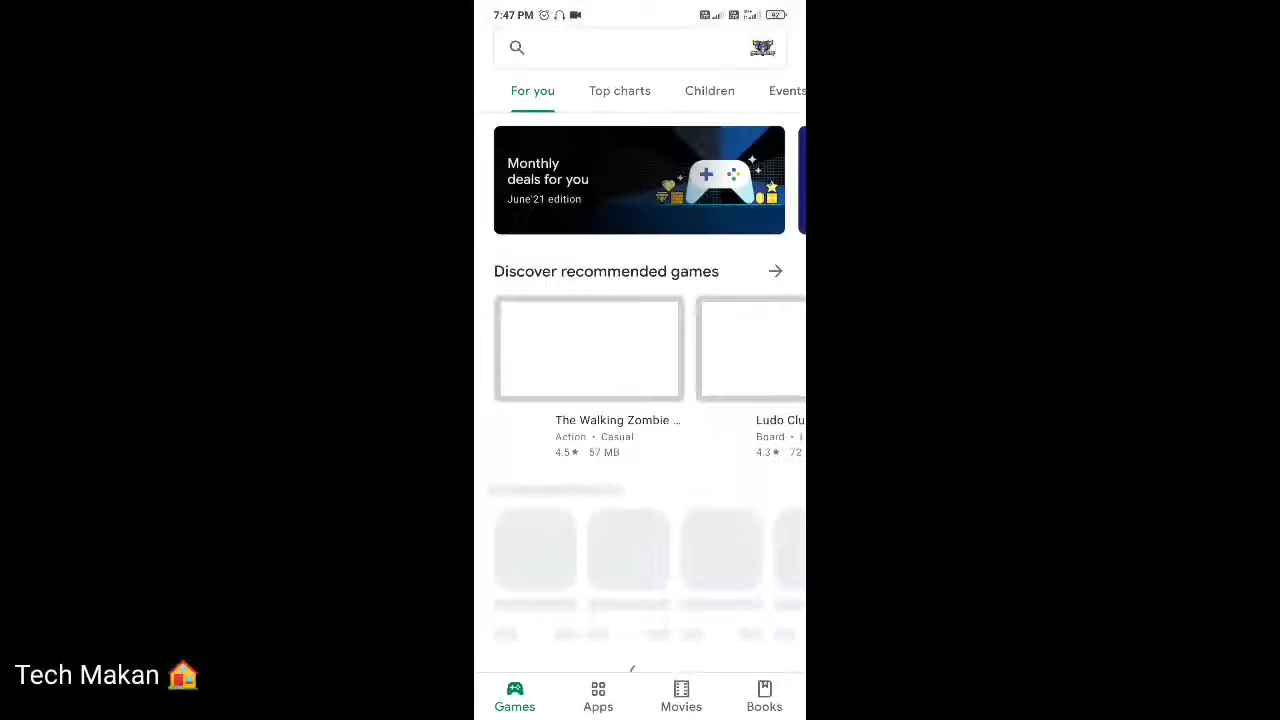 7:47 PM
92
For you
Top charts
Children
Events
Monthly
deals for you
June'21 edition
Discover recommended games
The Walking Zombie ...
Action • Casual
4.5★ 57 MB
Ludo Clu
Board •
4.3★ 72
Tech Makan
Games
Apps
Movies
Books